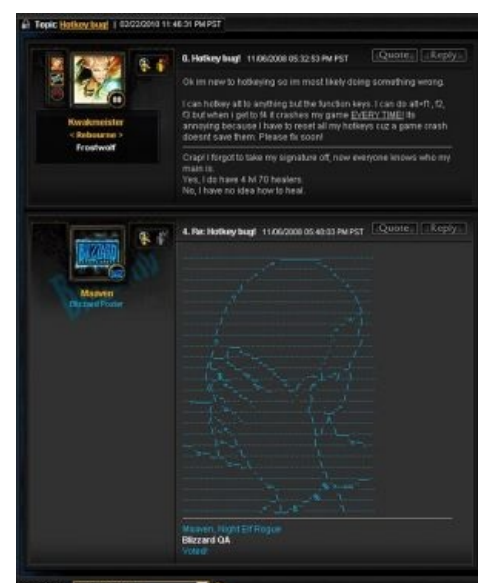 Topic Hotkey bug! | 02/22/2010 11:46:31 PM PST
0. Hotkey bug! 11/06/2008 05:32:53 PM PST
Quote Reply
Kwakmeister
< Rebourne >
Frostwolf
Ok im new to hotkeying so im most likely doing something wrong.
I can hotkey alt to anything but the function keys. I can do alt+f1, f2,
f3 but when i get to f4 it crashes my game EVERY TIME! Its
annoying because I have to reset all my hotkeys cuz a game crash
doesnt save them. Please fix soon!
Crap! I forgot to take my signature off, now everyone knows who my
main is.
Yes, I do have 4 lvl 70 healers.
No, I have no idea how to heal.
4. Re: Hotkey bug! 11/06/2008 05:48:03 PM PST
Quote Reply
BLIZZARD
Maaven
Blizzard Poster
Maaven, Night Elf Rogue
Blizzard QA
Voted!